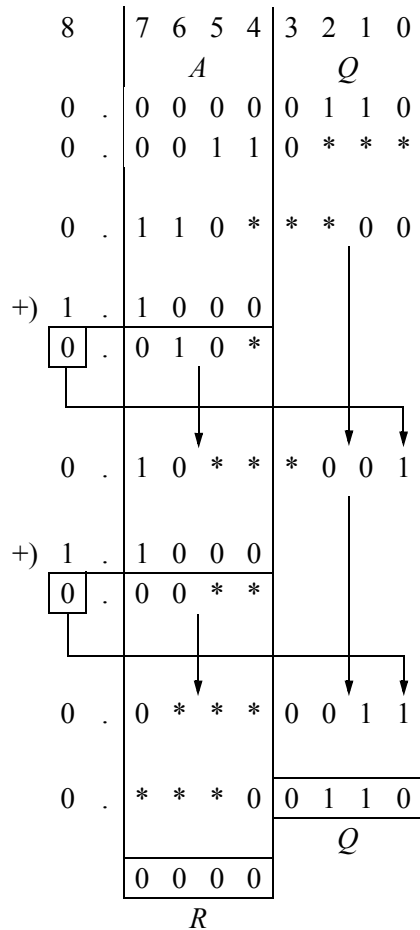 8 7 6 5 4 3 2 1 0
A Q
0 . 0 0 0 0 0 1 1 0
0 . 0 0 1 1 0 * * *
0 . 1 1 0 * * * 0 0
+) 1 . 1 0 0 0
0 . 0 1 0 *
0 . 1 0 * * * 0 0 1
+) 1 . 1 0 0 0
0 . 0 0 * *
0 . 0 * * * 0 0 1 1
0 . * * * 0 0 1 1 0
Q
0 0 0 0
R